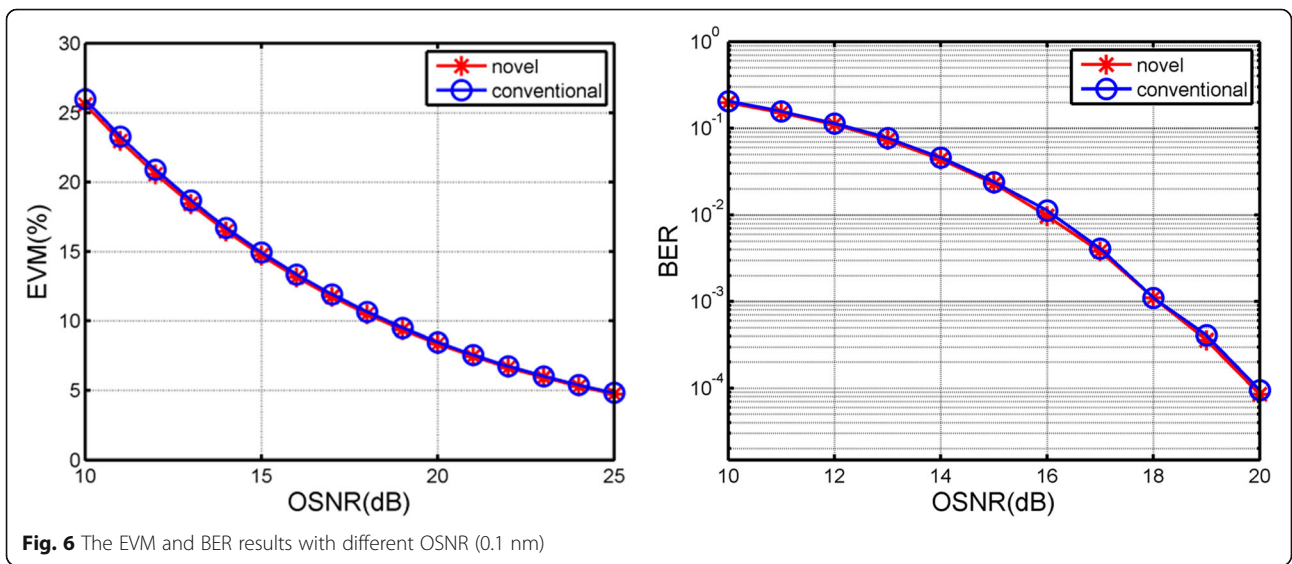 30
25
20
15
10
5
0
EVM(%)
novel
conventional
10
15
20
25
OSNR(dB)
10^0
10^-1
10^-2
10^-3
10^-4
BER
novel
conventional
10
12
14
16
18
20
OSNR(dB)
Fig. 6 The EVM and BER results with different OSNR (0.1 nm)